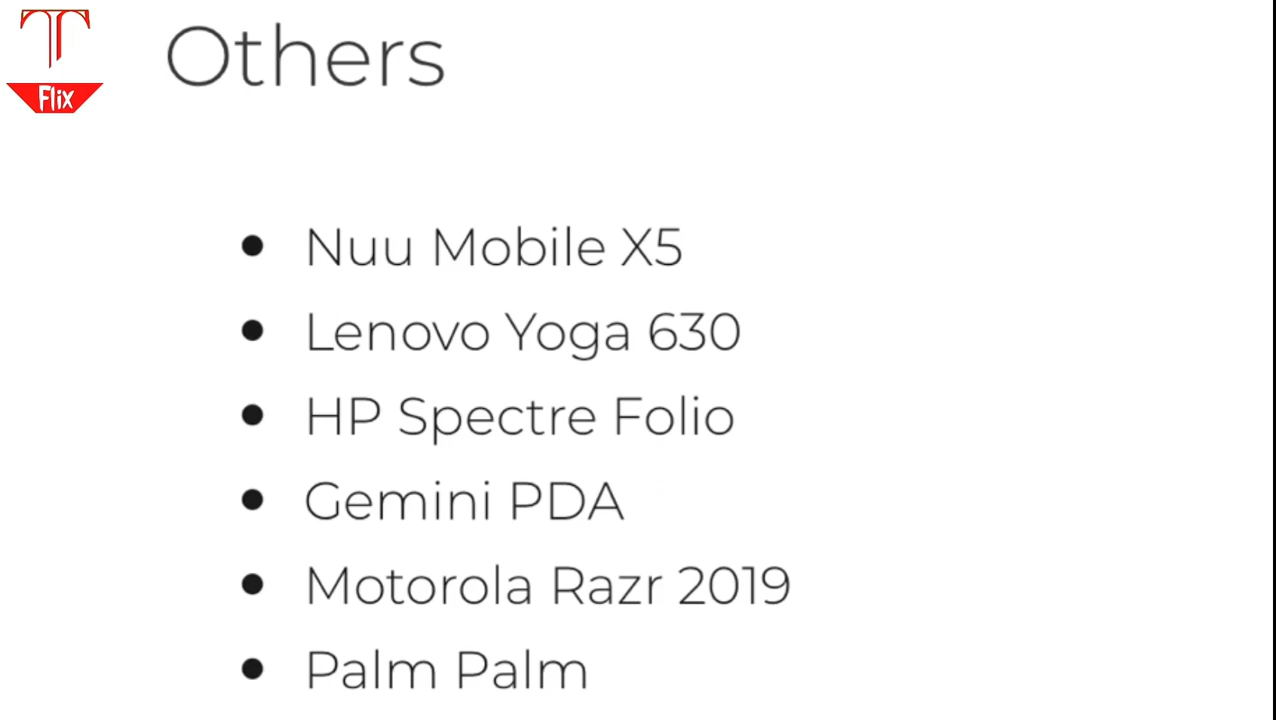 T
Flix
Others
Nuu Mobile X5
Lenovo Yoga 630
HP Spectre Folio
Gemini PDA
Motorola Razr 2019
Palm Palm